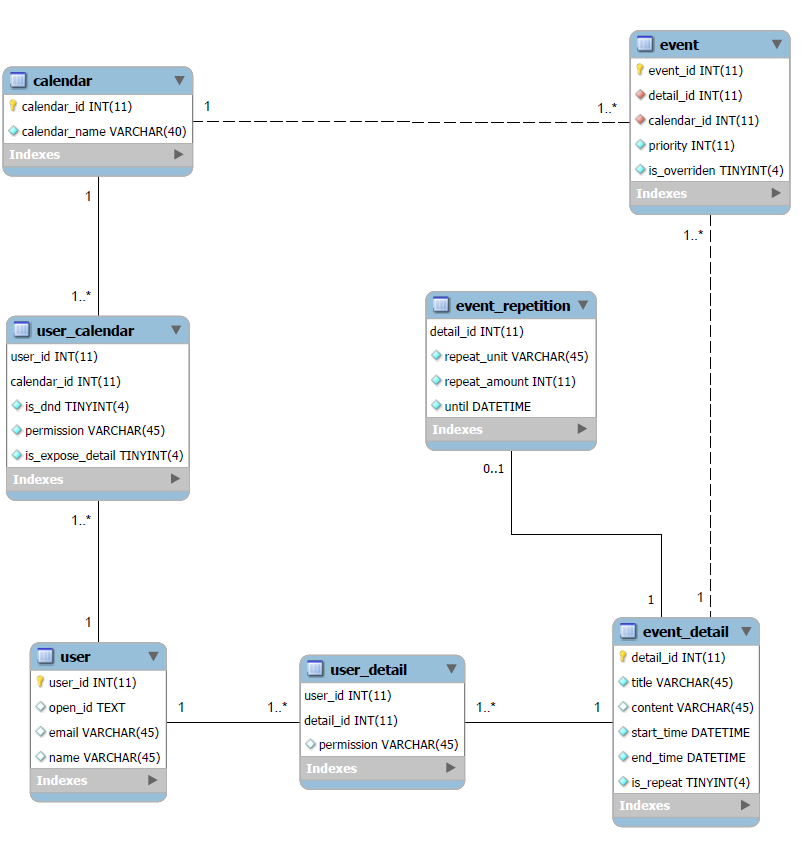 calendar
calendar_id INT(11)
calendar_name VARCHAR(40)
Indexes
1
1..*
event
event_id INT(11)
detail_id INT(11)
calendar_id INT(11)
priority INT(11)
is_overriden TINYINT(4)
Indexes
1
1..*
1..*
user_calendar
user_id INT(11)
calendar_id INT(11)
is_dnd TINYINT(4)
permission VARCHAR(45)
is_expose_detail TINYINT(4)
Indexes
event_repetition
detail_id INT(11)
repeat_unit VARCHAR(45)
repeat_amount INT(11)
until DATETIME
Indexes
0..1
1..*
1
1
1
user
user_id INT(11)
open_id TEXT
email VARCHAR(45)
name VARCHAR(45)
Indexes
1
1..*
user_detail
user_id INT(11)
detail_id INT(11)
permission VARCHAR(45)
Indexes
1..*
1
event_detail
detail_id INT(11)
title VARCHAR(45)
content VARCHAR(45)
start_time DATETIME
end_time DATETIME
is_repeat TINYINT(4)
Indexes